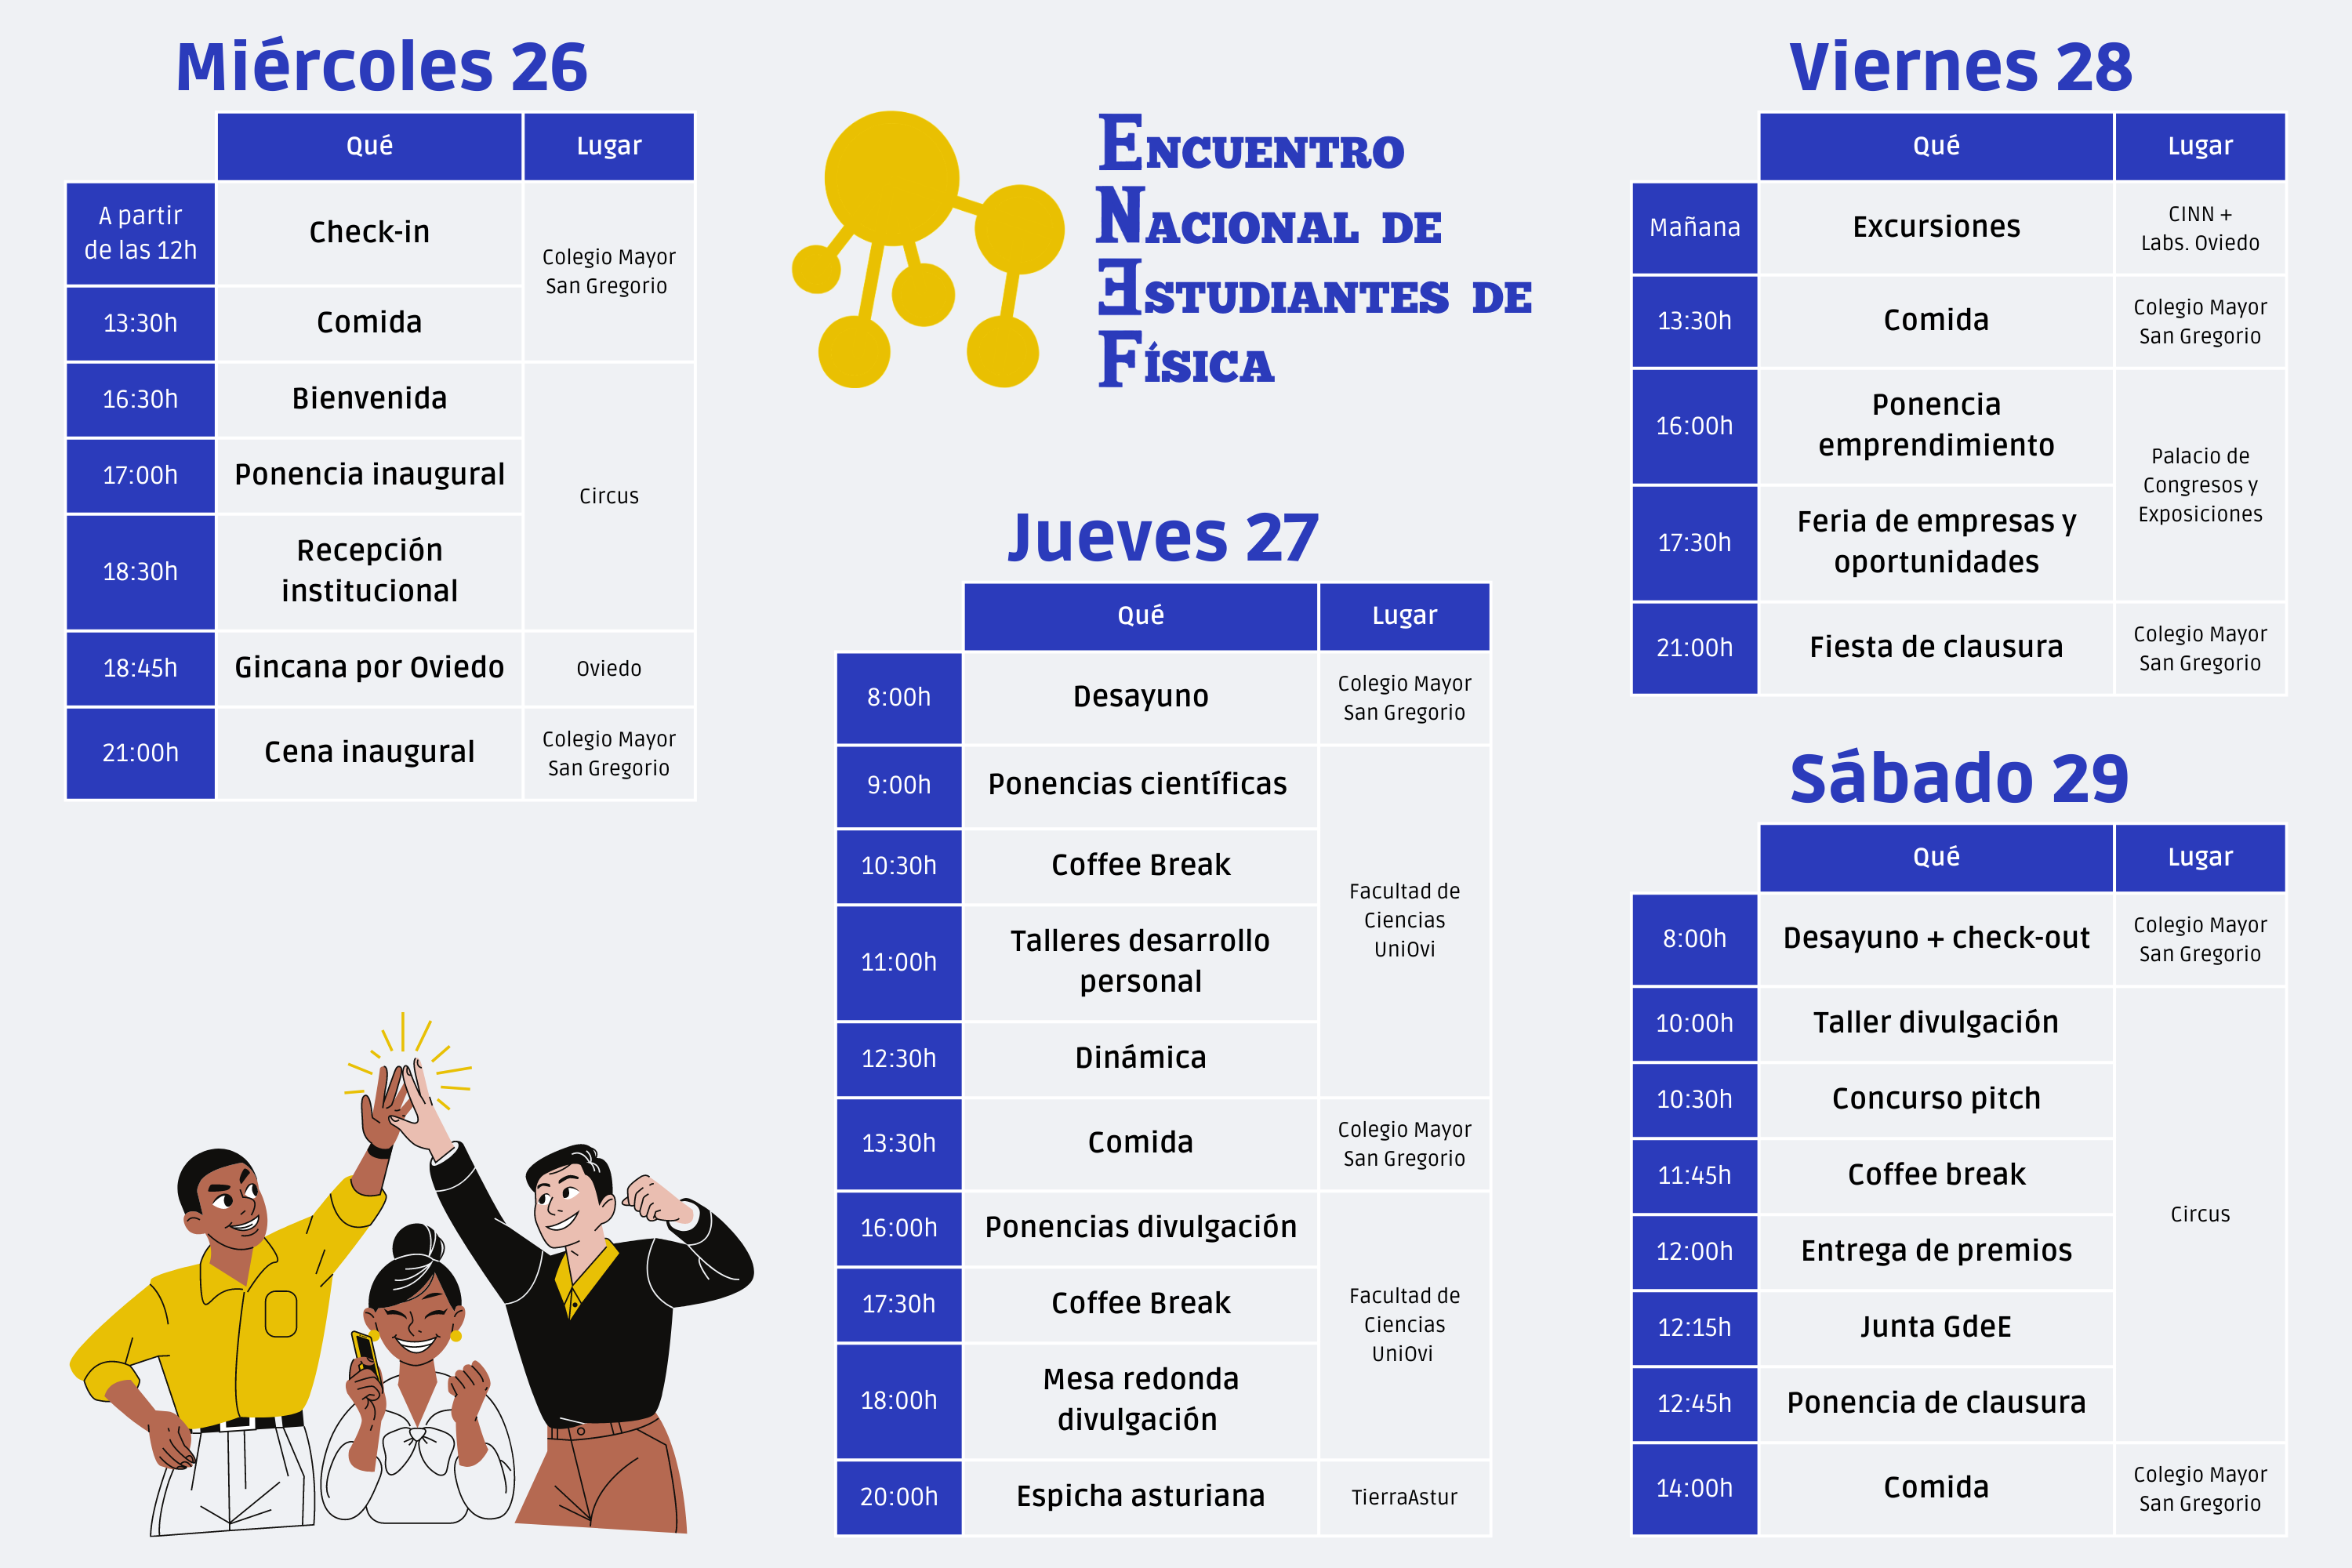 Miércoles 26
Qué Lugar
A partir
de las 12h
Check-in
Colegio Mayor
San Gregorio
13:30h Comida
16:30h Bienvenida
17:00h Ponencia inaugural
Circus
18:30h
Recepción
institucional
18:45h Gincana por Oviedo Oviedo
21:00h Cena inaugural
Colegio Mayor
San Gregorio
ENCUENTRO
NACIONAL DE
ESTUDIANTES DE
FÍSICA
Jueves 27
Qué Lugar
8:00h Desayuno
Colegio Mayor
San Gregorio
9:00h Ponencias científicas
10:30h Coffee Break
Facultad de
Ciencias
UniOvi
11:00h
Talleres desarrollo
personal
12:30h Dinámica
13:30h Comida
Colegio Mayor
San Gregorio
16:00h Ponencias divulgación
17:30h Coffee Break
Facultad de
Ciencias
UniOvi
18:00h
Mesa redonda
divulgación
20:00h Espicha asturiana TierraAstur
Viernes 28
Qué Lugar
Mañana Excursiones
CINN +
Labs. Oviedo
13:30h Comida
Colegio Mayor
San Gregorio
16:00h
Ponencia
emprendimiento
Palacio de
Congresos y
Exposiciones
17:30h
Feria de empresas y
oportunidades
21:00h Fiesta de clausura
Colegio Mayor
San Gregorio
Sábado 29
Qué Lugar
8:00h Desayuno + check-out
Colegio Mayor
San Gregorio
10:00h Taller divulgación
10:30h Concurso pitch
11:45h Coffee break
Circus
12:00h Entrega de premios
12:15h Junta GdeE
12:45h Ponencia de clausura
14:00h Comida
Colegio Mayor
San Gregorio